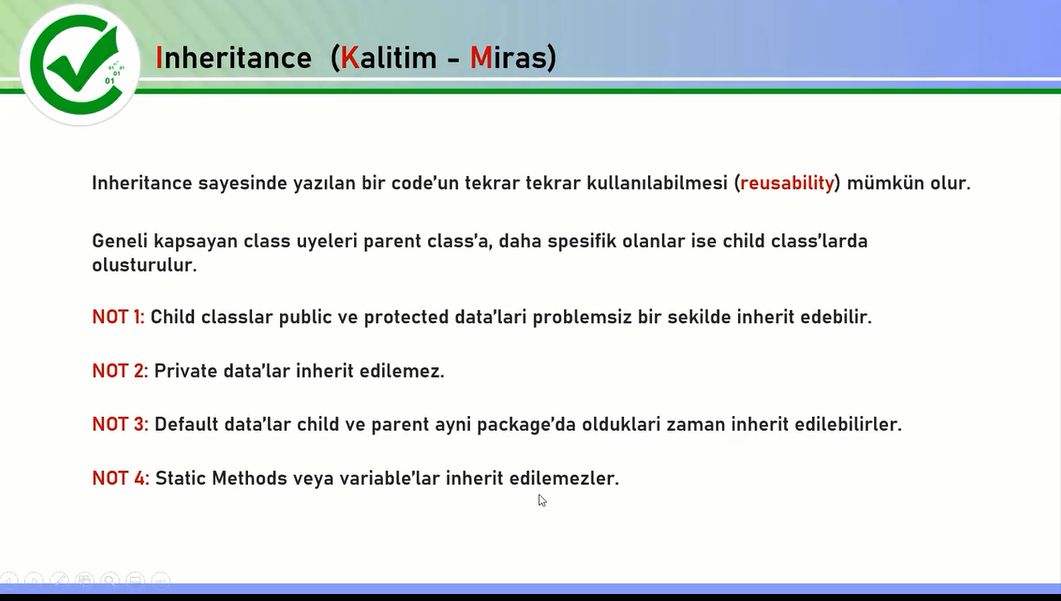 Inheritance (Kalitim - Miras)
01
01
01
Inheritance sayesinde yazılan bir code'un tekrar tekrar kullanılabilmesi (reusability) mümkün olur.
Geneli kapsayan class uyeleri parent class'a, daha spesifik olanlar ise child class'larda
olusturulur.
NOT 1: Child classlar public ve protected data'lari problemsiz bir sekilde inherit edebilir.
NOT 2: Private data'lar inherit edilemez.
NOT 3: Default data'lar child ve parent ayni package'da olduklari zaman inherit edilebilirler.
NOT 4: Static Methods veya variable'lar inherit edilemezler.